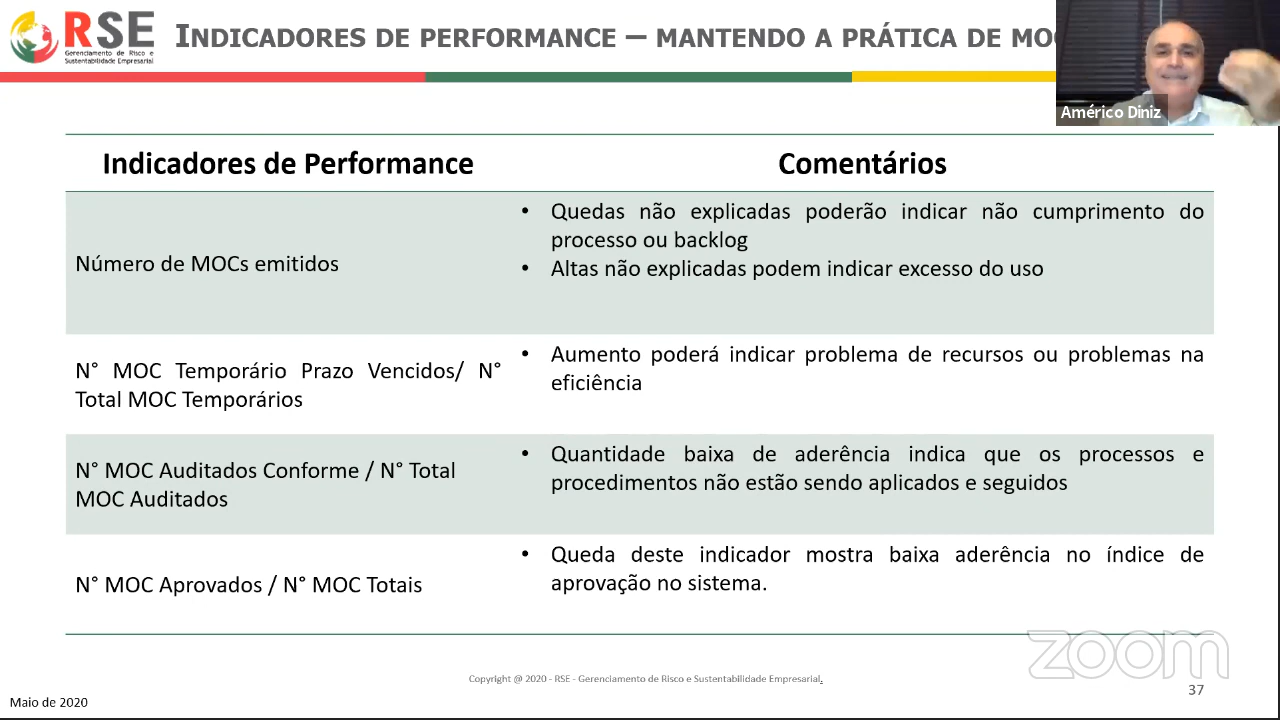 RSE
Gerenciamento de Risco e
Sustentabilidade Empresarial
INDICADORES DE PERFORMANCE – MANTENDO A PRÁTICA DE
Américo Diniz
Indicadores de Performance
Comentários
Número de MOCs emitidos
• Quedas não explicadas poderão indicar não cumprimento do
processo ou backlog
• Altas não explicadas podem indicar excesso do uso
N° MOC Temporário Prazo Vencidos/ N°
Total MOC Temporários
• Aumento poderá indicar problema de recursos ou problemas na
eficiência
N° MOC Auditados Conforme / N° Total
MOC Auditados
• Quantidade baixa de aderência indica que os processos e
procedimentos não estão sendo aplicados e seguidos
N° MOC Aprovados / N° MOC Totais
• Queda deste indicador mostra baixa aderência no índice de
aprovação no sistema.
zoom
Copyright @ 2020 - RSE - Gerenciamento de Risco e Sustentabilidade Empresarial.
37
Maio de 2020